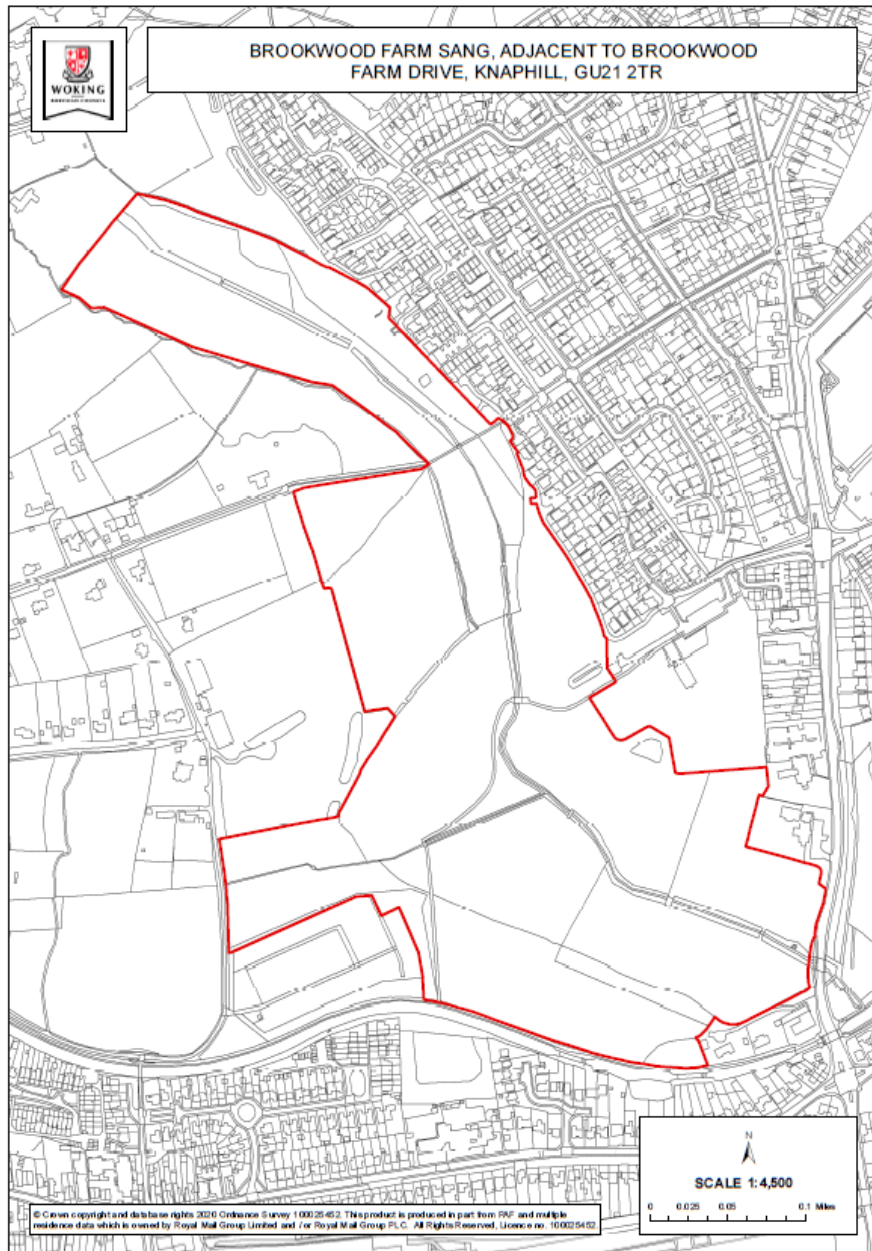 BROOKWOOD FARM SANG, ADJACENT TO BROOKWOOD
FARM DRIVE, KNAPHILL, GU21 2TR
WOKING
BOROUGH COUNCIL
N
SCALE 1:4,500
0 0.025 0.05 0.1 Miles
© Crown copyright and database rights 2020 Ordnance Survey 100025452. This product is produced in part from PAF and multiple
residence data which is owned by Royal Mail Group Limited and / or Royal Mail Group PLC. All Rights Reserved, Licence no. 100025452.